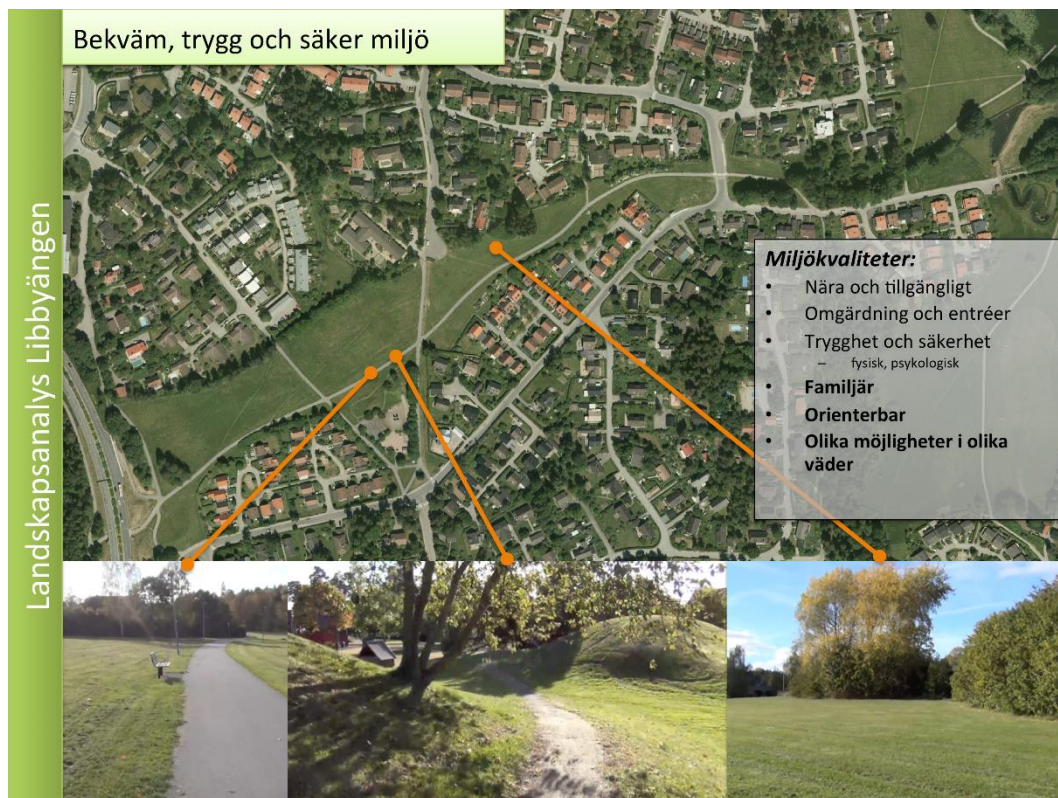 Bekväm, trygg och säker miljö
Landskapsanalys Libbyängen
Miljökvaliteter:
• Nära och tillgängligt
• Omgärdning och entréer
• Trygghet och säkerhet
– fysisk, psykologisk
• Familjär
• Orienterbar
• Olika möjligheter i olika
väder